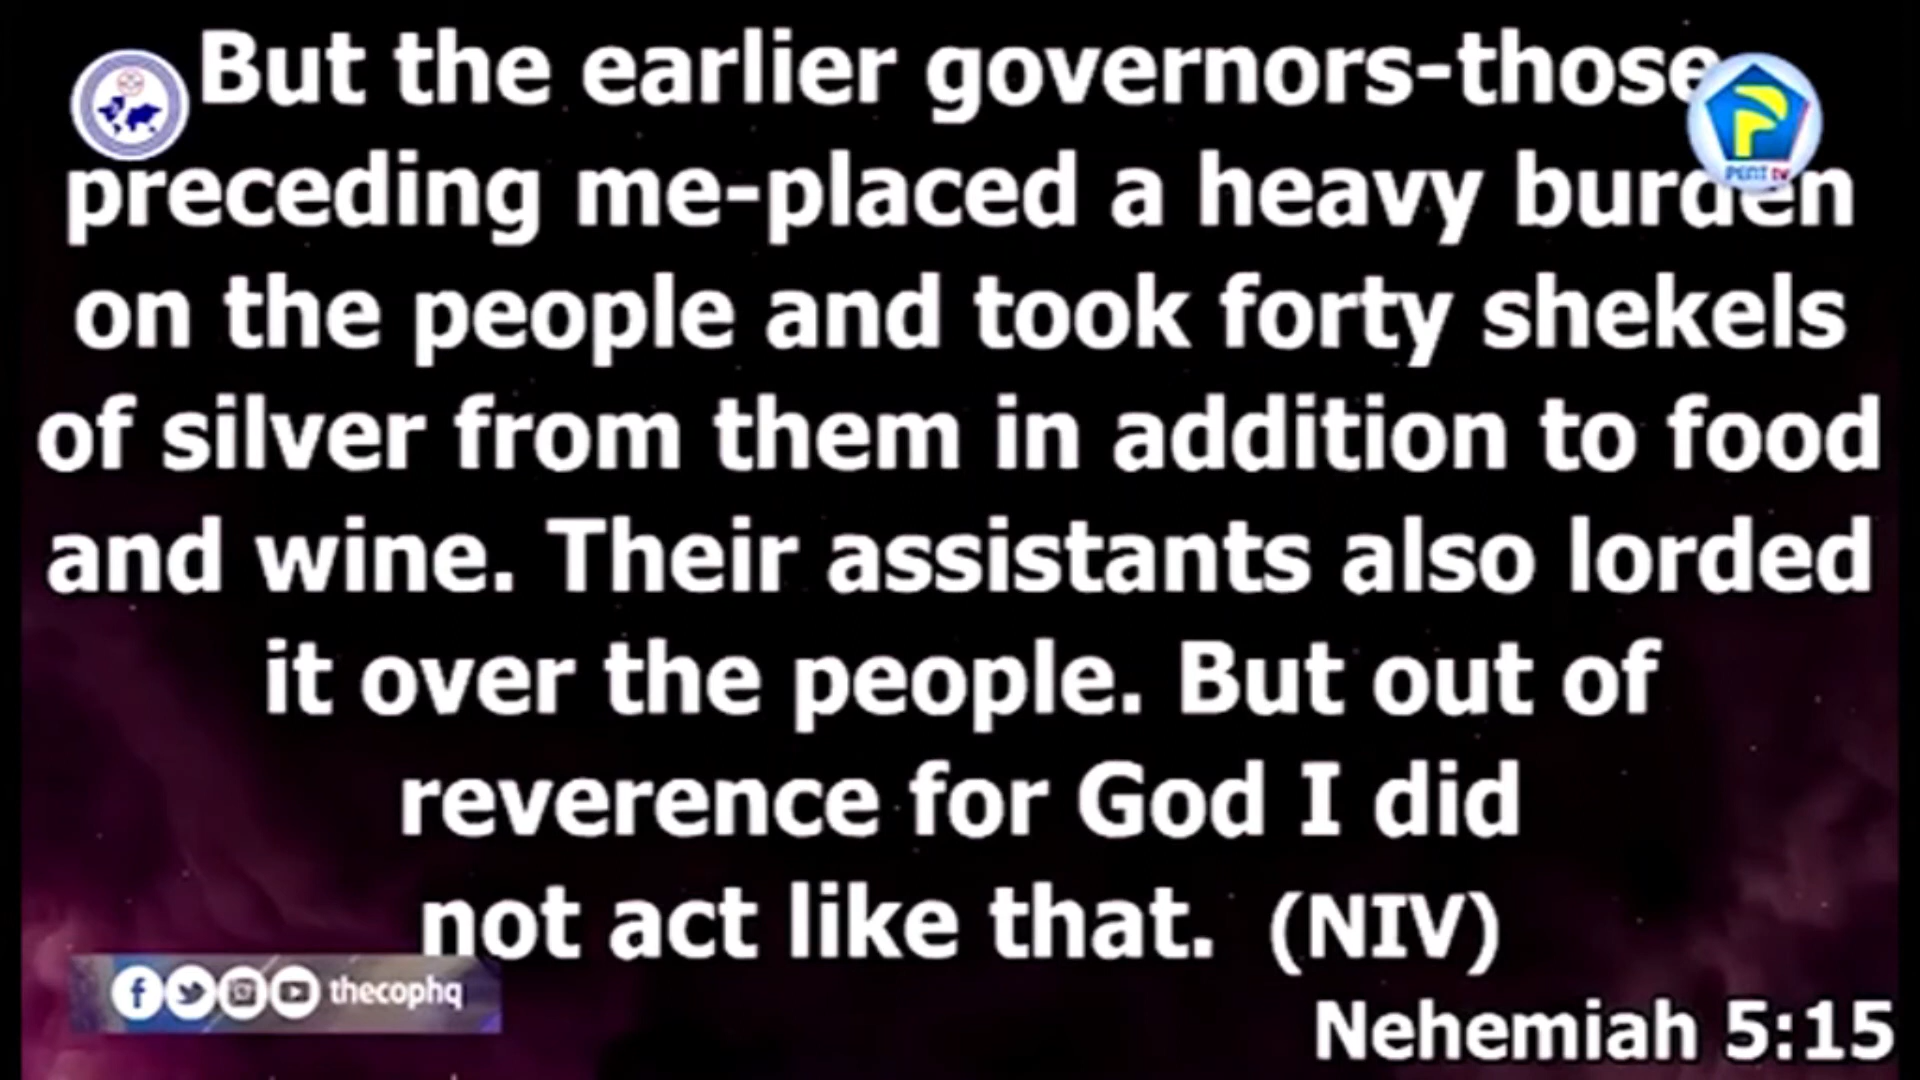 But the earlier governors-those
preceding me-placed a heavy burden
on the people and took forty shekels
of silver from them in addition to food
and wine. Their assistants also lorded
it over the people. But out of
reverence for God I did
not act like that. (NIV)
Nehemiah 5:15
PENT TV
thecophq